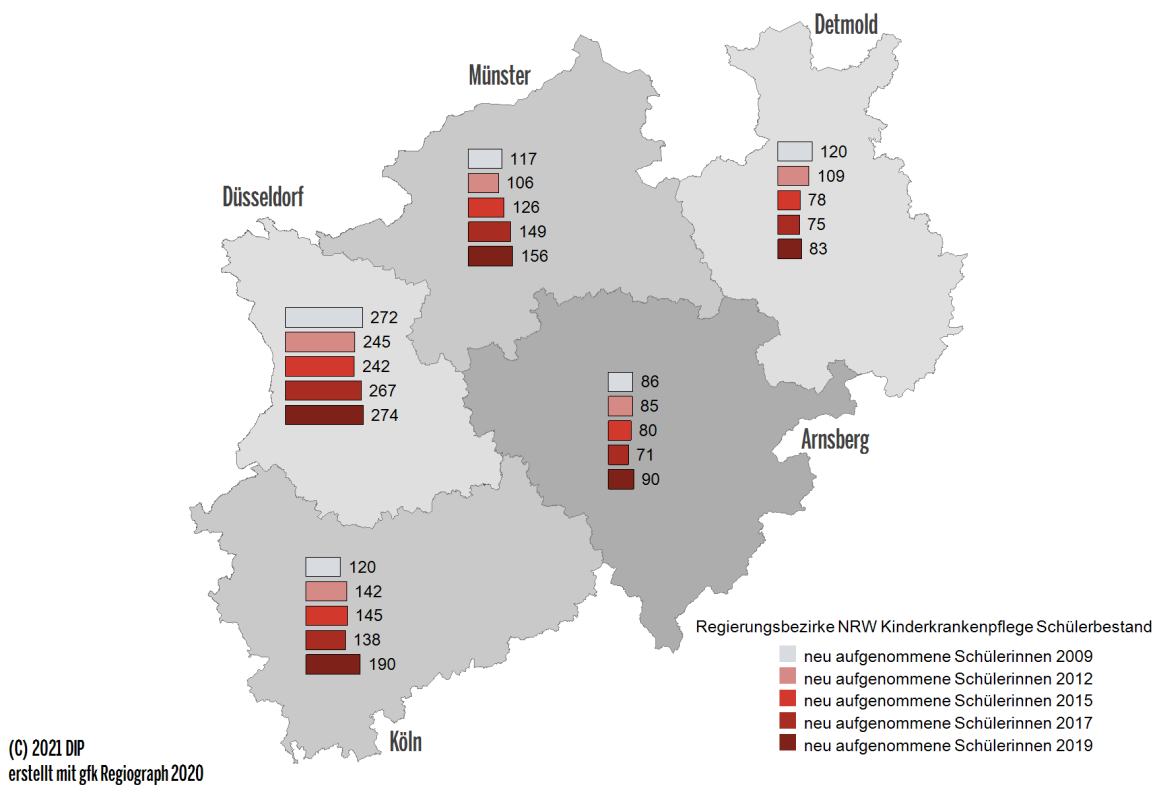 Detmold
Münster
120
109
78
75
83
117
106
126
149
156
Düsseldorf
272
245
242
267
274
86
85
80
71
90
Arnsberg
120
142
145
138
190
Köln
Regierungsbezirke NRW Kinderkrankenpflege Schülerbestand
neu aufgenommene Schülerinnen 2009
neu aufgenommene Schülerinnen 2012
neu aufgenommene Schülerinnen 2015
neu aufgenommene Schülerinnen 2017
neu aufgenommene Schülerinnen 2019
(C) 2021 DIP
erstellt mit gfk Regiograph 2020